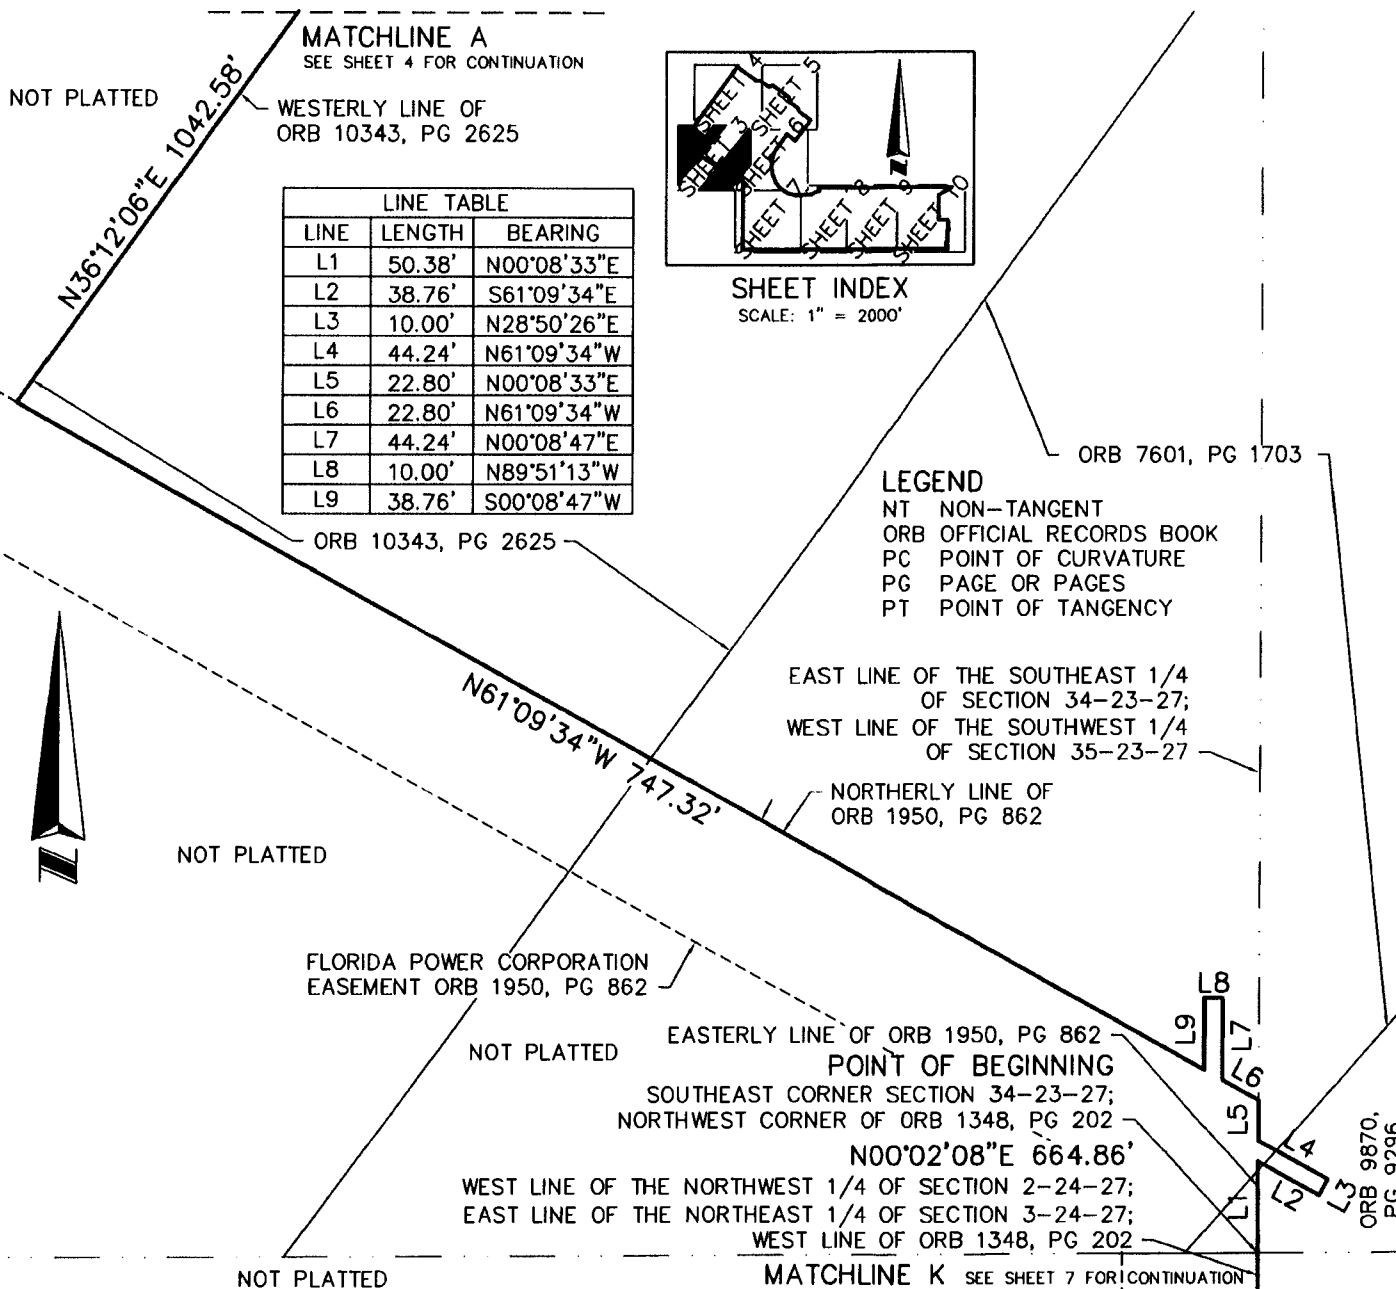 MATCHLINE A
SEE SHEET 4 FOR CONTINUATION
NOT PLATTED
WESTERLY LINE OF
ORB 10343, PG 2625
N36°12'06"E 1042.58'
LINE TABLE
LINE LENGTH BEARING
L1 50.38' N00°08'33"E
L2 38.76' S61°09'34"E
L3 10.00' N28°50'26"E
L4 44.24' N61°09'34"W
L5 22.80' N00°08'33"E
L6 22.80' N61°09'34"W
L7 44.24' N00°08'47"E
L8 10.00' N89°51'13"W
L9 38.76' S00°08'47"W
SHEET 4
SHEET 5
SHEET 3
SHEET 6
SHEET 7
SHEET 8
SHEET 9
SHEET 10
N
SHEET INDEX
SCALE: 1" = 2000'
ORB 7601, PG 1703
LEGEND
NT NON-TANGENT
ORB OFFICIAL RECORDS BOOK
PC POINT OF CURVATURE
PG PAGE OR PAGES
PT POINT OF TANGENCY
ORB 10343, PG 2625
EAST LINE OF THE SOUTHEAST 1/4
OF SECTION 34-23-27;
WEST LINE OF THE SOUTHWEST 1/4
OF SECTION 35-23-27
N61°09'34"W 747.32'
NORTHERLY LINE OF
ORB 1950, PG 862
N
NOT PLATTED
FLORIDA POWER CORPORATION
EASEMENT ORB 1950, PG 862
NOT PLATTED
EASTERLY LINE OF ORB 1950, PG 862
POINT OF BEGINNING
SOUTHEAST CORNER SECTION 34-23-27;
NORTHWEST CORNER OF ORB 1348, PG 202
N00°02'08"E 664.86'
WEST LINE OF THE NORTHWEST 1/4 OF SECTION 2-24-27;
EAST LINE OF THE NORTHEAST 1/4 OF SECTION 3-24-27;
WEST LINE OF ORB 1348, PG 202
L8
L9
L7
L6
L5
L4
L3
L2
L1
ORB 9870,
PG 9296
NOT PLATTED
MATCHLINE K SEE SHEET 7 FOR CONTINUATION